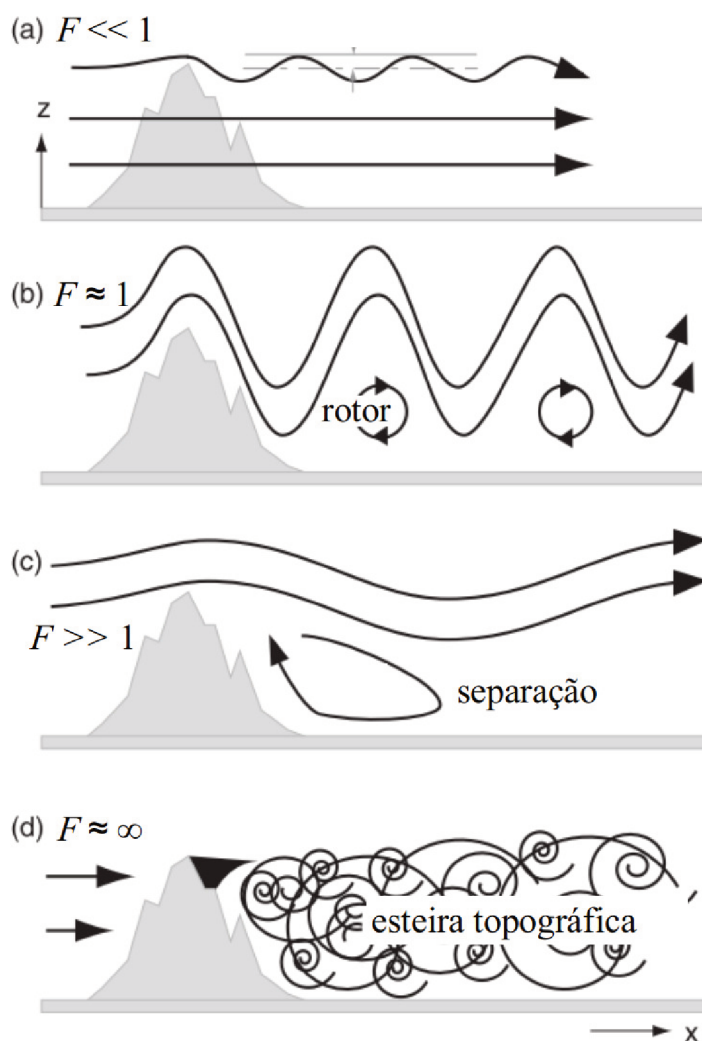 (a) F << 1
z
(b) F ≈ 1
rotor
(c)
F >> 1
separação
(d) F ≈ ∞
esteira topográfica
x